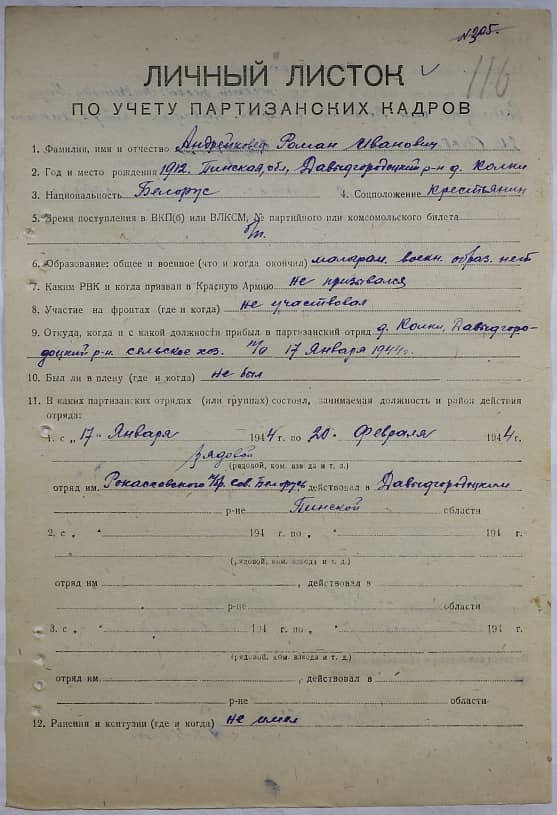 №305.
116
ЛИЧНЫЙ ЛИСТОК
ПО УЧЕТУ ПАРТИЗАНСКИХ КАДРОВ
1. Фамилия, имя и отчество Андрейковец Роман Иванович
2. Год и место рождения 1912. Пинская, обл, Давыдгородоцкий р-н д. Колки
3. Национальность Белорус 4. Соцположение Крестьянин
5. Время поступления в ВКП(б) или ВЛКСМ, № партийного или комсомольского билета
б/п.
6. Образование: общее и военное (что и когда окончил) малограм. воен. образ. нет
7. Каким РВК и когда призван в Красную Армию не призывался
8. Участие на фронтах (где и когда) не участвовал
9. Откуда, когда и с какой должности прибыл в партизанский отряд д. Колки, Давыдгоро-
доцкий р-н. сельское хоз. п/о 17 Января 1944г.
10. Был ли в плену (где и когда) не был
11. В каких партизанских отрядах (или группах) состоял, занимаемая должность и район действия
отряда:
1. с „17„ Января 1944 г. по 20. Февраля 1944 г.
рядовой
(рядовой, ком. взвода и т. д.)
отряд им. Рокассовского п/бр. Сов. Белорусь действовал в Давыдгородоцким
р-не Пинской области
2. с „ “ 194 г. по „ “ 194 г.
(рядовой, ком. взвода и т. д.)
отряд им , действовал в
р-не области
3. с „ “ 194 г. по „ “ 194 г.
(рядовой, ком. взвода и т. д.)
отряд им. , действовал в
р-не области
12. Ранения и контузии (где и когда) не имел